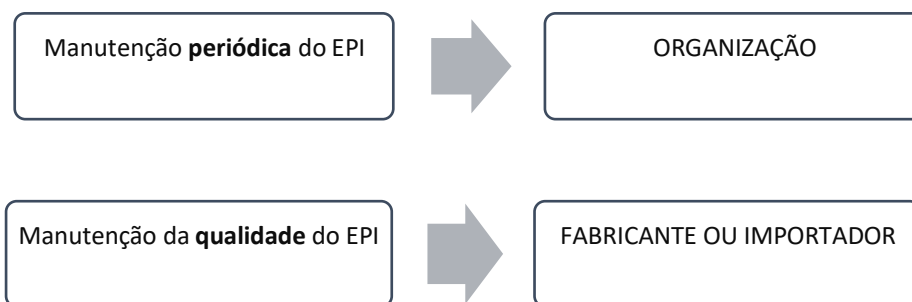 Manutenção periódica do EPI
ORGANIZAÇÃO
Manutenção da qualidade do EPI
FABRICANTE OU IMPORTADOR